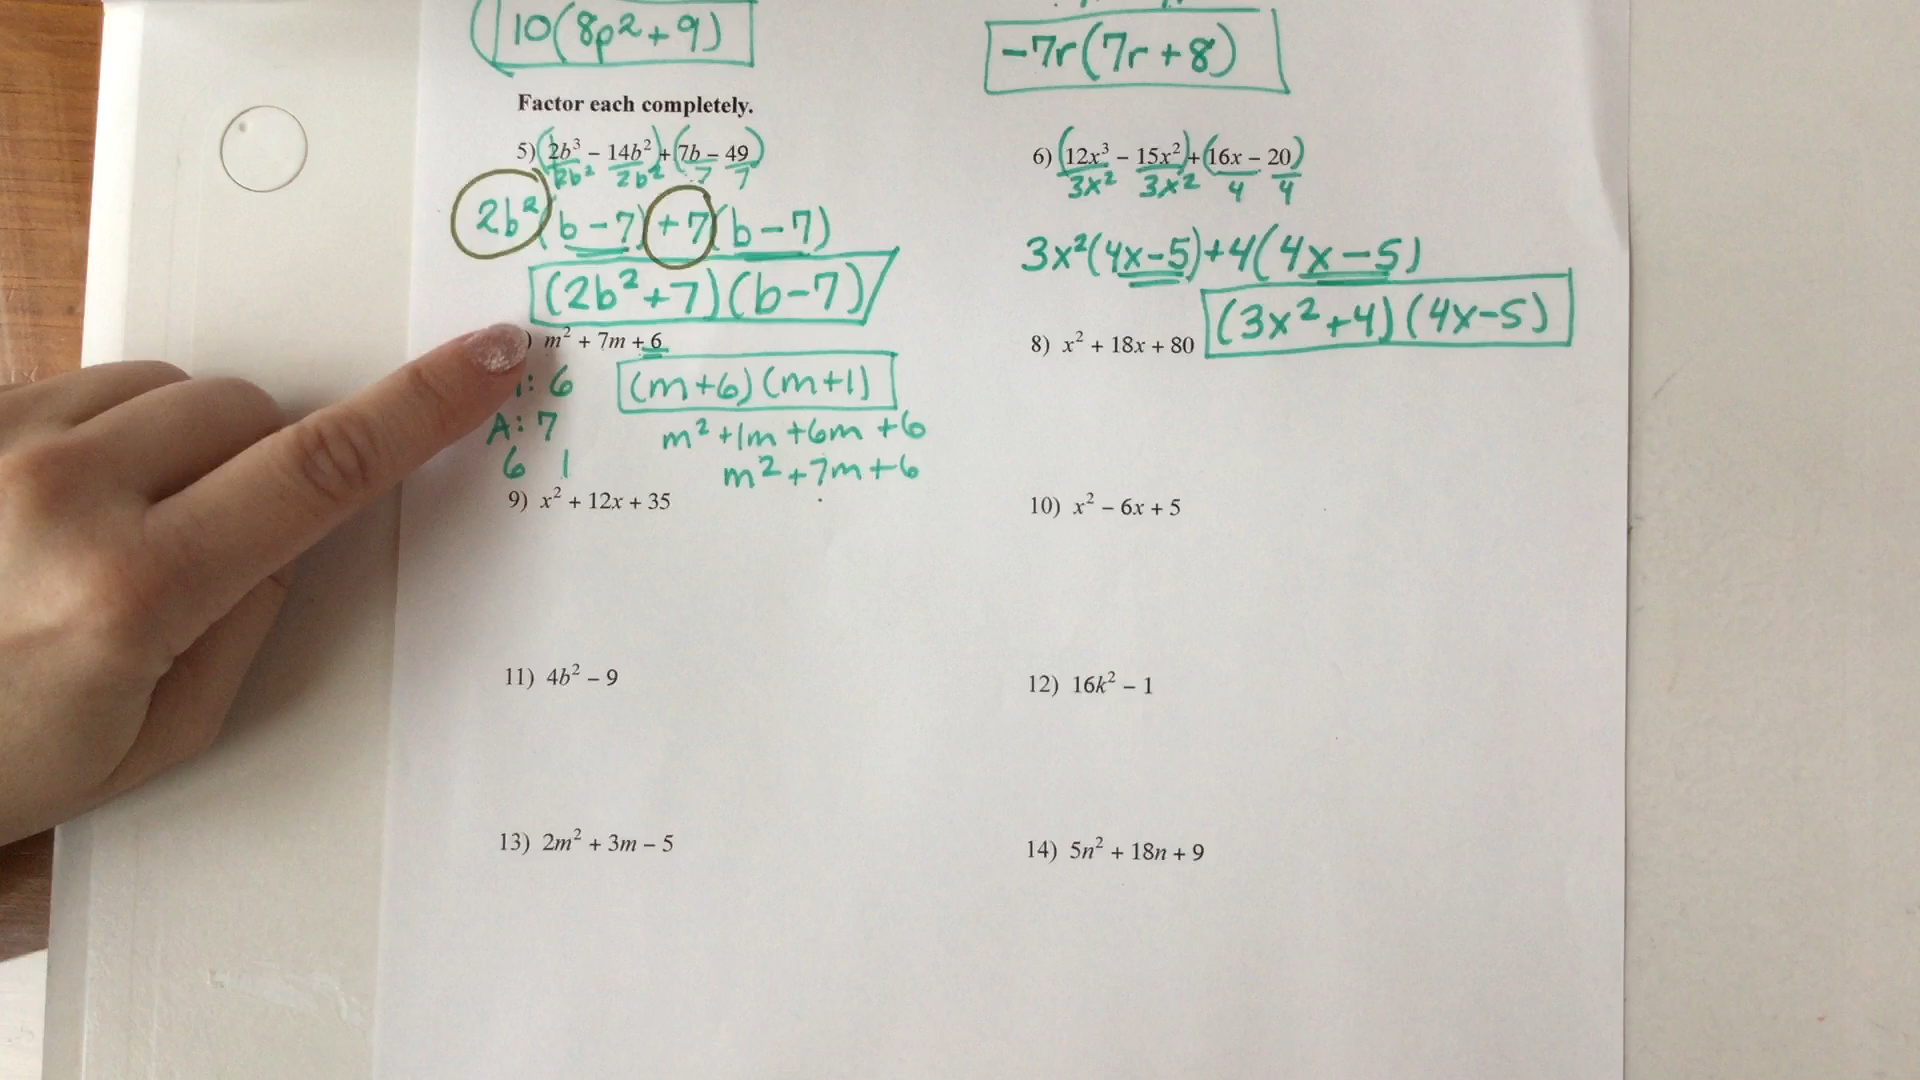 10(8p²+9)
-7r(7r+8)
Factor each completely.
5) (2b³ − 14b²)+(7b − 49)
2b² 2b² 7 7
2b²(b-7)+7(b-7)
(2b²+7)(b-7)
6) (12x³ − 15x²)+(16x − 20)
3x² 3x² 4 4
3x²(4x-5)+4(4x-5)
(3x²+4)(4x-5)
) m² + 7m + 6
: 6
A: 7
6 1
(m+6)(m+1)
m²+1m+6m+6
m²+7m+6
8) x² + 18x + 80
9) x² + 12x + 35
10) x² − 6x + 5
11) 4b² − 9
12) 16k² − 1
13) 2m² + 3m − 5
14) 5n² + 18n + 9